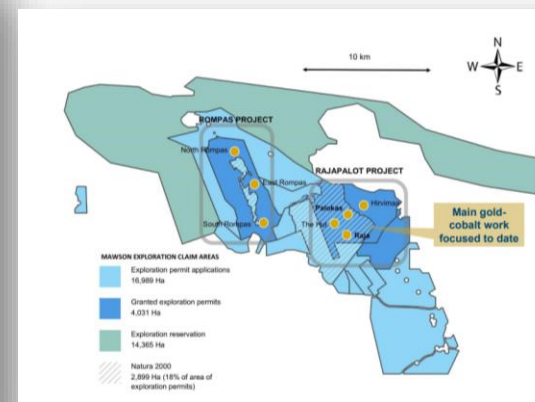 N
W E
S
10 km
ROMPAS PROJECT
North Rompas
East Rompas
South Rompas
RAJAPALOT PROJECT
Hirvimaa
Palokas
The Hut
Raja
Main gold-
cobalt work
focused to date
MAWSON EXPLORATION CLAIM AREAS
Exploration permit applications
16,989 Ha
Granted exploration permits
4,031 Ha
Exploration reservation
14,365 Ha
Natura 2000
2,899 Ha (18% of area of
exploration permits)